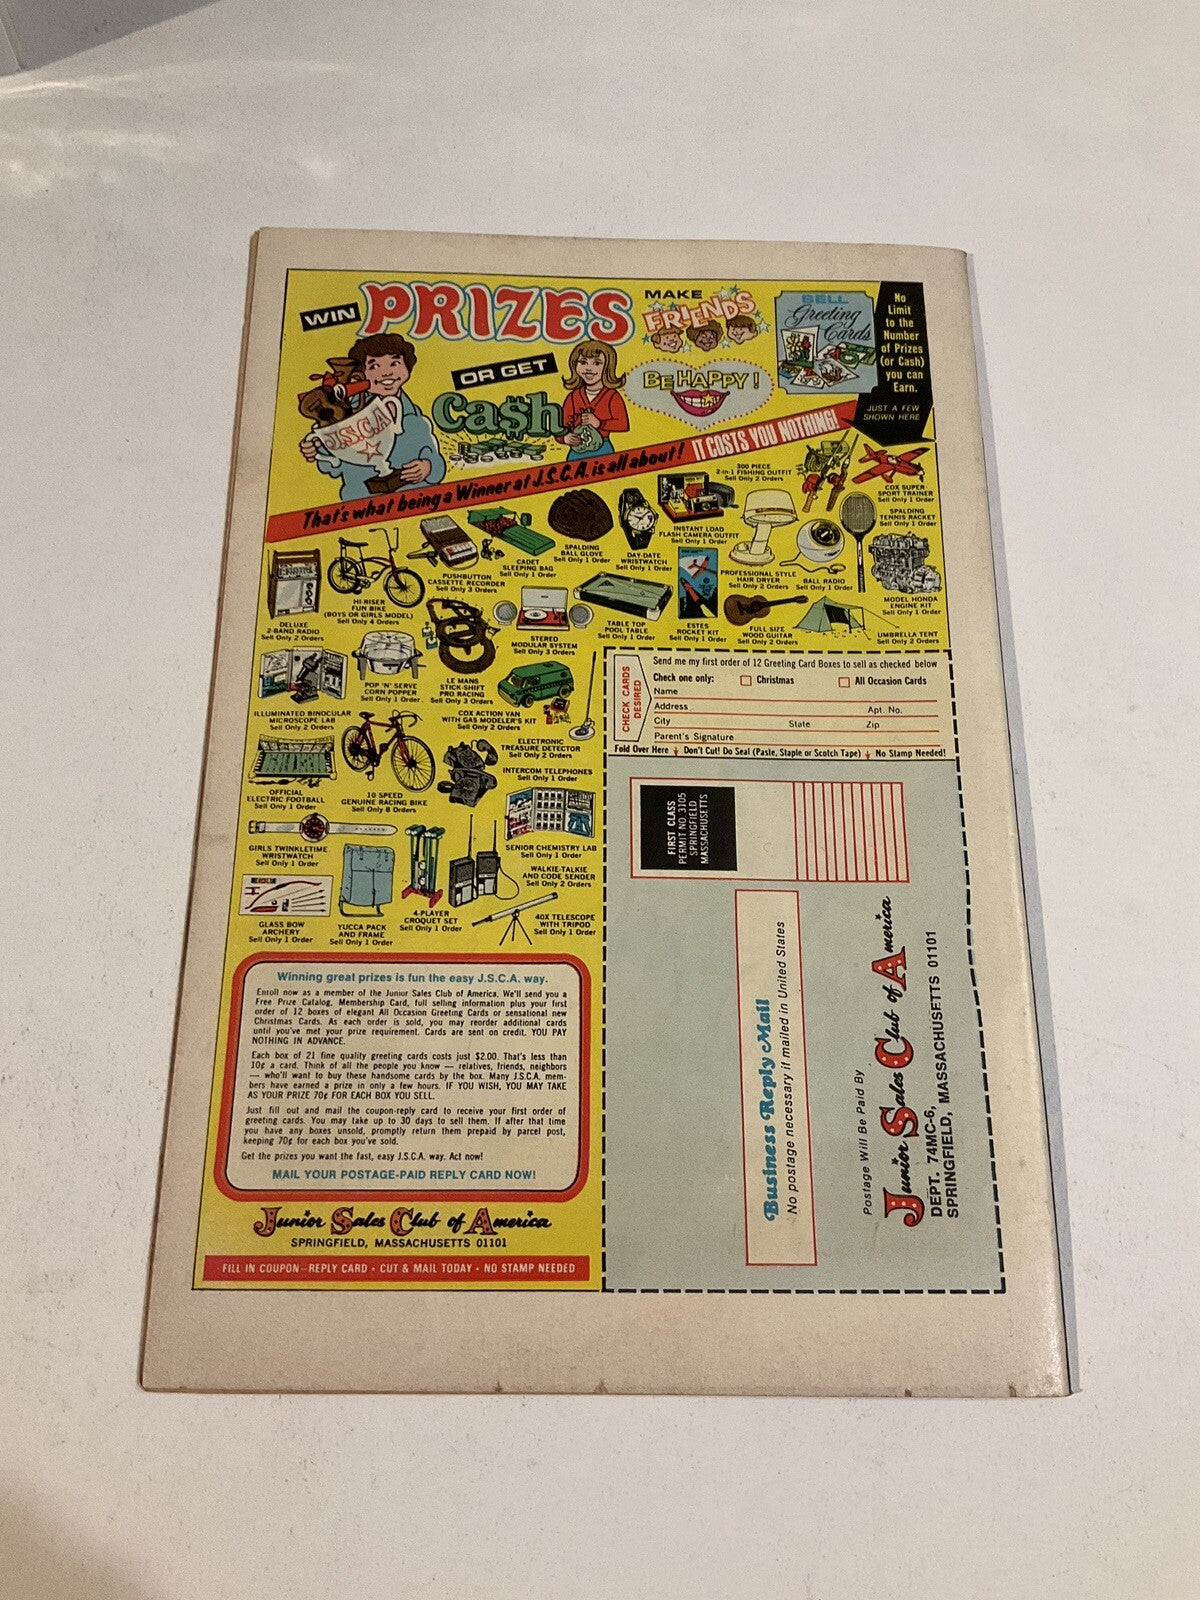 WIN PRIZES
OR GET
Cash
MAKE
FRIENDS
BE HAPPY!
SELL
Greeting
Cards
No
Limit
to the
Number
of Prizes
(or Cash)
you can
Earn.
JUST A FEW
SHOWN HERE
J.S.C.A.
That's what being a Winner at J.S.C.A. is all about! IT COSTS YOU NOTHING!
300 PIECE
2-in-1 FISHING OUTFIT
Sell Only 2 Orders
COX SUPER
SPORT TRAINER
Sell Only 1 Order
SPALDING
TENNIS RACKET
Sell Only 1 Order
INSTANT LOAD
FLASH CAMERA OUTFIT
Sell Only 1 Order
SPALDING
BALL GLOVE
Sell Only 1 Order
DAY-DATE
WRISTWATCH
Sell Only 1 Order
CADET
SLEEPING BAG
Sell Only 1 Order
PUSHBUTTON
CASSETTE RECORDER
Sell Only 3 Orders
PROFESSIONAL STYLE
HAIR DRYER
Sell Only 2 Orders
BALL RADIO
Sell Only 1 Order
MODEL HONDA
ENGINE KIT
Sell Only 1 Order
DELUXE
2-BAND RADIO
Sell Only 2 Orders
HI-RISER
FUN BIKE
(BOYS OR GIRLS MODEL)
Sell Only 4 Orders
STEREO
MODULAR SYSTEM
Sell Only 3 Orders
TABLE TOP
POOL TABLE
Sell Only 1 Order
ESTES
ROCKET KIT
Sell Only 1 Order
FULL SIZE
WOOD GUITAR
Sell Only 2 Orders
UMBRELLA TENT
Sell Only 2 Orders
POP 'N' SERVE
CORN POPPER
Sell Only 1 Order
LE MANS
STICK-SHIFT
PRO RACING
Sell Only 3 Orders
ILLUMINATED BINOCULAR
MICROSCOPE LAB
Sell Only 2 Orders
COX ACTION VAN
WITH GAS MODELER'S KIT
Sell Only 2 Orders
ELECTRONIC
TREASURE DETECTOR
Sell Only 2 Orders
INTERCOM TELEPHONES
Sell Only 1 Order
OFFICIAL
ELECTRIC FOOTBALL
Sell Only 1 Order
10 SPEED
GENUINE RACING BIKE
Sell Only 8 Orders
GIRLS TWINKLETIME
WRISTWATCH
Sell Only 1 Order
SENIOR CHEMISTRY LAB
Sell Only 1 Order
WALKIE-TALKIE
AND CODE SENDER
Sell Only 2 Orders
GLASS BOW
ARCHERY
Sell Only 1 Order
YUCCA PACK
AND FRAME
Sell Only 1 Order
4-PLAYER
CROQUET SET
Sell Only 1 Order
40X TELESCOPE
WITH TRIPOD
Sell Only 1 Order
Winning great prizes is fun the easy J.S.C.A. way.
Enroll now as a member of the Junior Sales Club of America. We'll send you a
Free Prize Catalog, Membership Card, full selling information plus your first
order of 12 boxes of elegant All Occasion Greeting Cards or sensational new
Christmas Cards. As each order is sold, you may reorder additional cards
until you've met your prize requirement. Cards are sent on credit. YOU PAY
NOTHING IN ADVANCE.
Each box of 21 fine quality greeting cards costs just $2.00. That's less than
10¢ a card. Think of all the people you know — relatives, friends, neighbors
— who'll want to buy these handsome cards by the box. Many J.S.C.A. mem-
bers have earned a prize in only a few hours. IF YOU WISH, YOU MAY TAKE
AS YOUR PRIZE 70¢ FOR EACH BOX YOU SELL.
Just fill out and mail the coupon-reply card to receive your first order of
greeting cards. You may take up to 30 days to sell them. If after that time
you have any boxes unsold, promptly return them prepaid by parcel post,
keeping 70¢ for each box you've sold.
Get the prizes you want the fast, easy J.S.C.A. way. Act now!
MAIL YOUR POSTAGE-PAID REPLY CARD NOW!
Junior Sales Club of America
SPRINGFIELD, MASSACHUSETTS 01101
FILL IN COUPON–REPLY CARD • CUT & MAIL TODAY • NO STAMP NEEDED
CHECK CARDS
DESIRED
Send me my first order of 12 Greeting Card Boxes to sell as checked below
Check one only: Christmas All Occasion Cards
Name
Address Apt. No.
City State Zip
Parent's Signature
Fold Over Here Don't Cut! Do Seal (Paste, Staple or Scotch Tape) No Stamp Needed!
FIRST CLASS
PERMIT NO. 3105
SPRINGFIELD
MASSACHUSETTS
Business Reply Mail
No postage necessary if mailed in United States
Postage Will Be Paid By
Junior Sales Club of America
DEPT. 74MC-6,
SPRINGFIELD, MASSACHUSETTS 01101